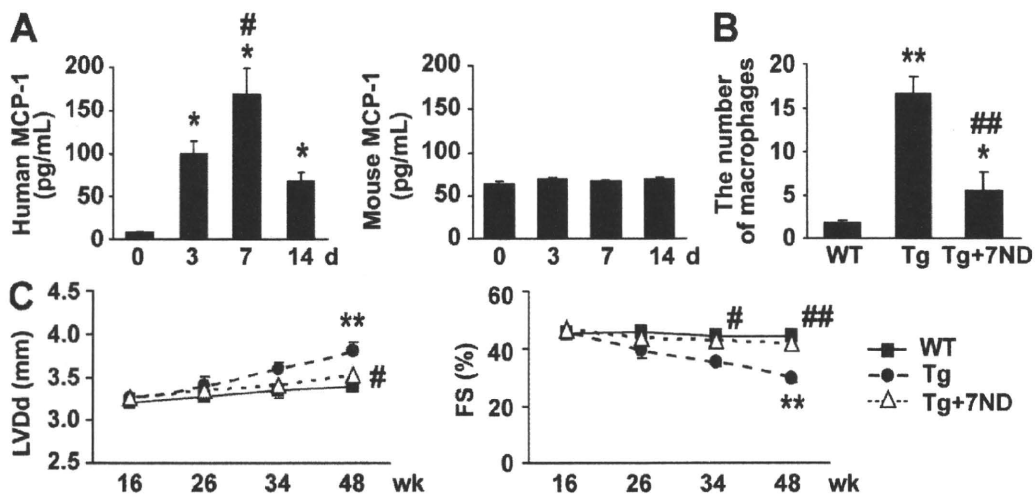 A
Human MCP-1
(pg/mL)
200
150
100
50
0
*
#
*
*
0 3 7 14 d
Mouse MCP-1
(pg/mL)
200
150
100
50
0
0 3 7 14 d
B
The number
of macrophages
20
15
10
5
0
**
##
*
WT Tg Tg+7ND
C
LVDd (mm)
4.5
4.0
3.5
3.0
2.5
**
#
16 26 34 48 wk
FS (%)
60
40
20
0
# ##
**
16 26 34 48 wk
WT
Tg
Tg+7ND